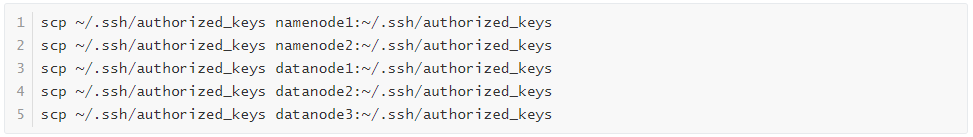 1 scp ~/.ssh/authorized_keys namenode1:~/.ssh/authorized_keys
2 scp ~/.ssh/authorized_keys namenode2:~/.ssh/authorized_keys
3 scp ~/.ssh/authorized_keys datanode1:~/.ssh/authorized_keys
4 scp ~/.ssh/authorized_keys datanode2:~/.ssh/authorized_keys
5 scp ~/.ssh/authorized_keys datanode3:~/.ssh/authorized_keys